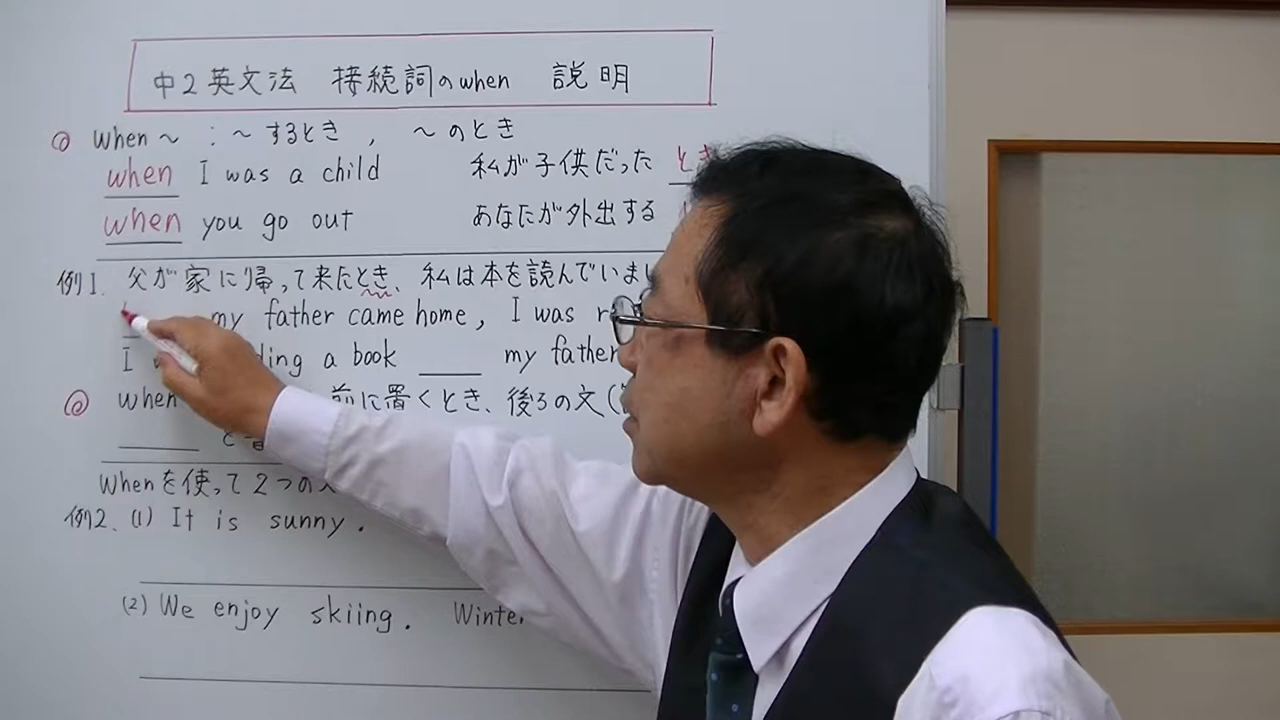 中2英文法 接続詞のwhen 説明
◎ when ～ : ～するとき , ～のとき
when I was a child 私が子供だった とき
when you go out あなたが外出する
例1. 父が家に帰って来たとき、私は本を読んでいまし
my father came home, I was
I ding a book ____ my father
◎ when 前に置くとき、後ろの文(
____ と
Whenを使って2つの
例2. (1) It is sunny.
(2) We enjoy skiing. Winter